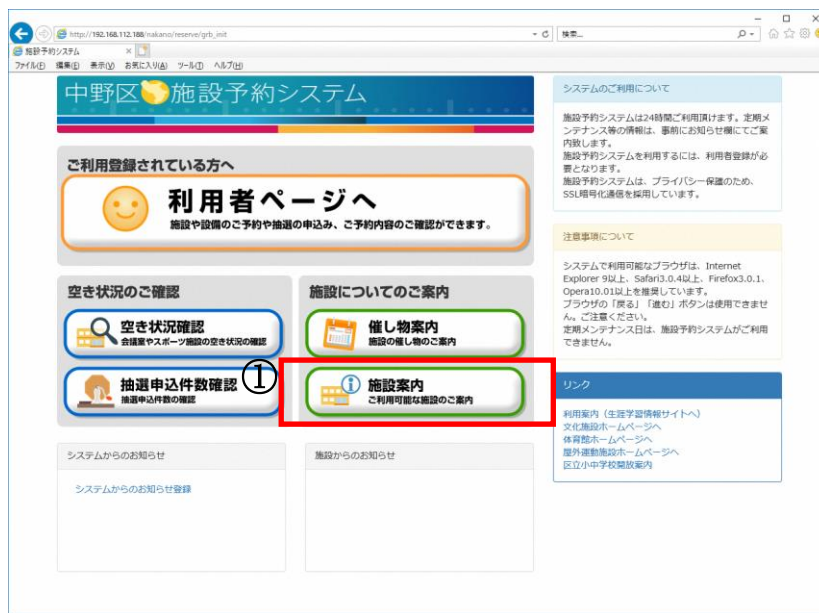 http://192.168.112.188/nakano/reserve/grb_init
検索...
施設予約システム
ファイル(F) 編集(E) 表示(V) お気に入り(A) ツール(T) ヘルプ(H)
中野区施設予約システム
ご利用登録されている方へ
利用者ページへ
施設や設備のご予約や抽選の申込み、ご予約内容のご確認ができます。
空き状況のご確認
空き状況確認
会議室やスポーツ施設の空き状況の確認
抽選申込件数確認
抽選申込件数の確認
施設についてのご案内
催し物案内
施設の催し物のご案内
①
施設案内
ご利用可能な施設のご案内
システムからのお知らせ
システムからのお知らせ登録
施設からのお知らせ
システムのご利用について
施設予約システムは24時間ご利用頂けます。定期メ
ンテナンス等の情報は、事前にお知らせ欄にてご案
内致します。
施設予約システムを利用するには、利用者登録が必
要となります。
施設予約システムは、プライバシー保護のため、
SSL暗号化通信を採用しています。
注意事項について
システムで利用可能なブラウザは、Internet
Explorer 9以上、Safari3.0.4以上、Firefox3.0.1、
Opera10.01以上を推奨しています。
ブラウザの「戻る」「進む」ボタンは使用できませ
ん。ご注意ください。
定期メンテナンス日は、施設予約システムがご利用
できません。
リンク
利用案内（生涯学習情報サイトへ）
文化施設ホームページへ
体育館ホームページへ
屋外運動施設ホームページへ
区立小中学校開放案内